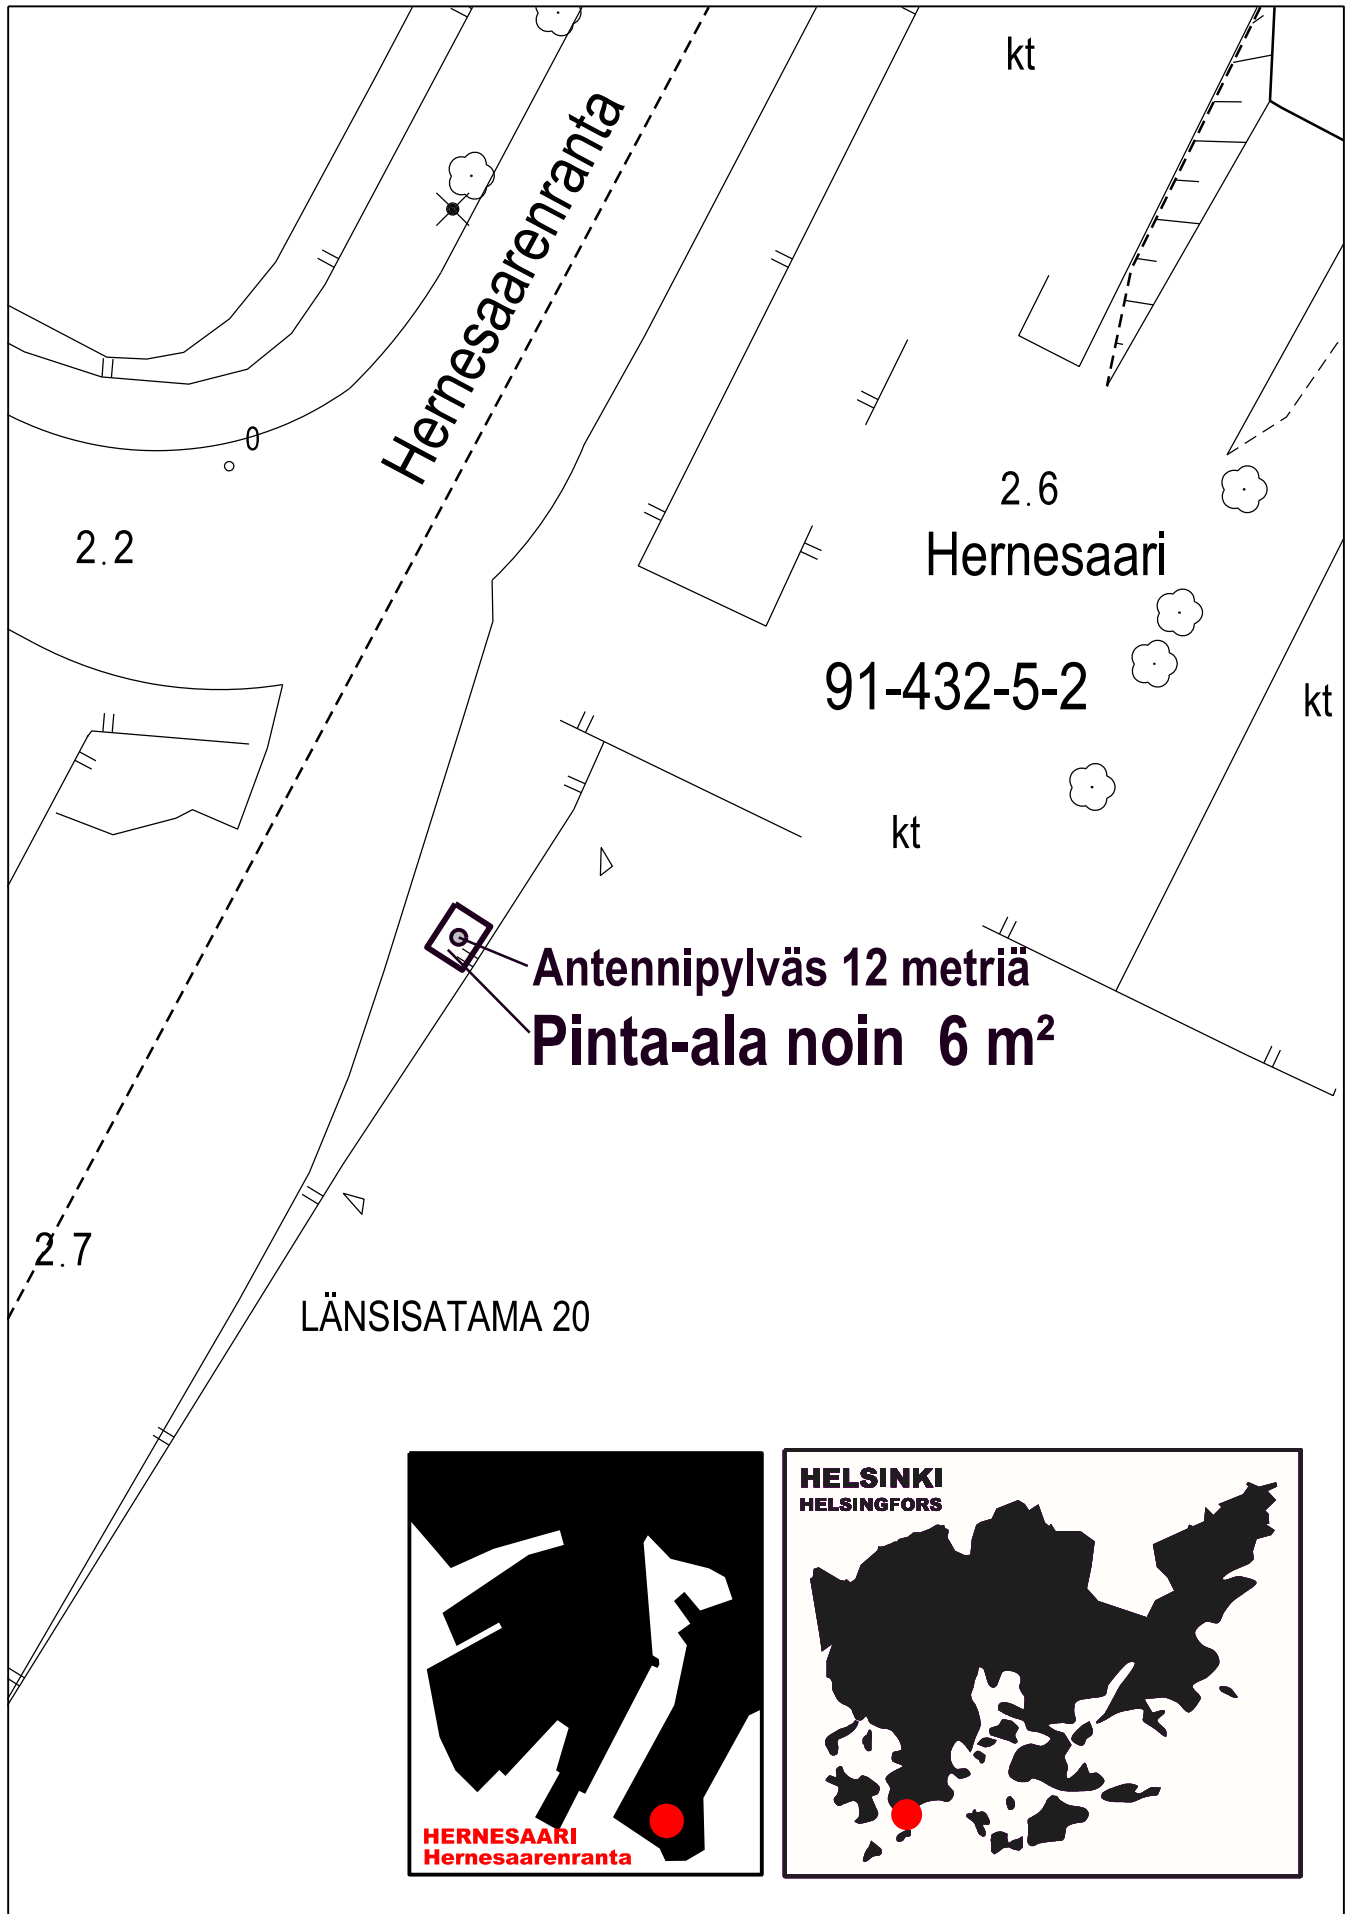 kt
Hernesaarenranta
0
2.6
2.2
Hernesaari
91-432-5-2
kt
kt
Antennipylväs 12 metriä
Pinta-ala noin 6 m²
2.7
LÄNSISATAMA 20
HERNESAARI
Hernesaarenranta
HELSINKI
HELSINGFORS